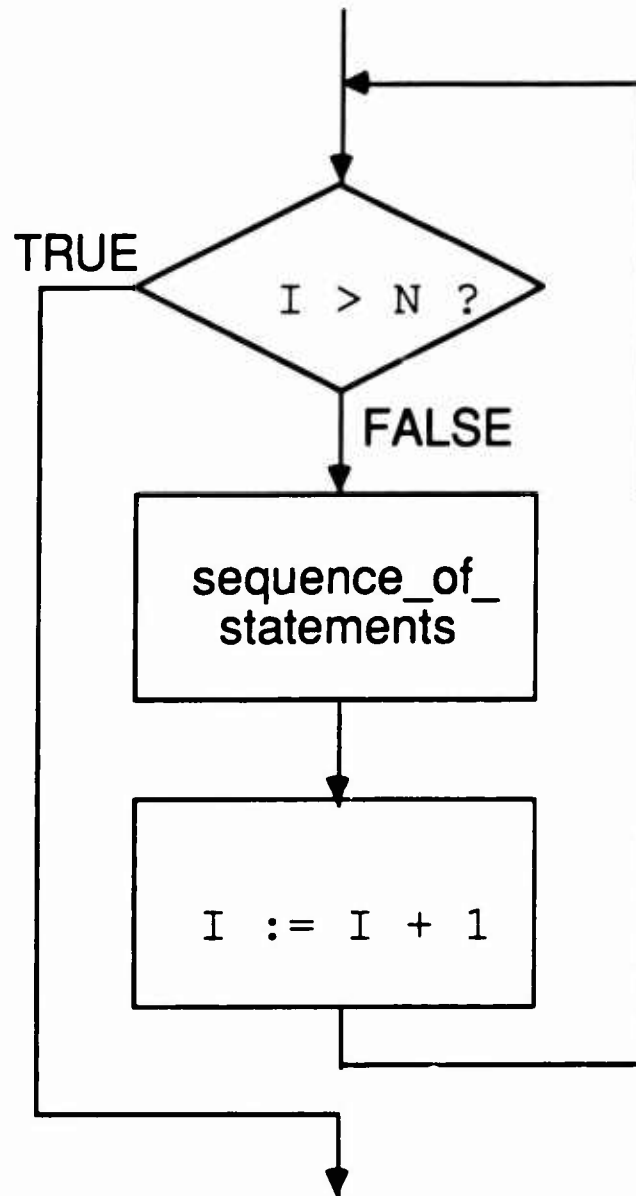 TRUE
I > N ?
FALSE
sequence_of_
statements
I := I + 1